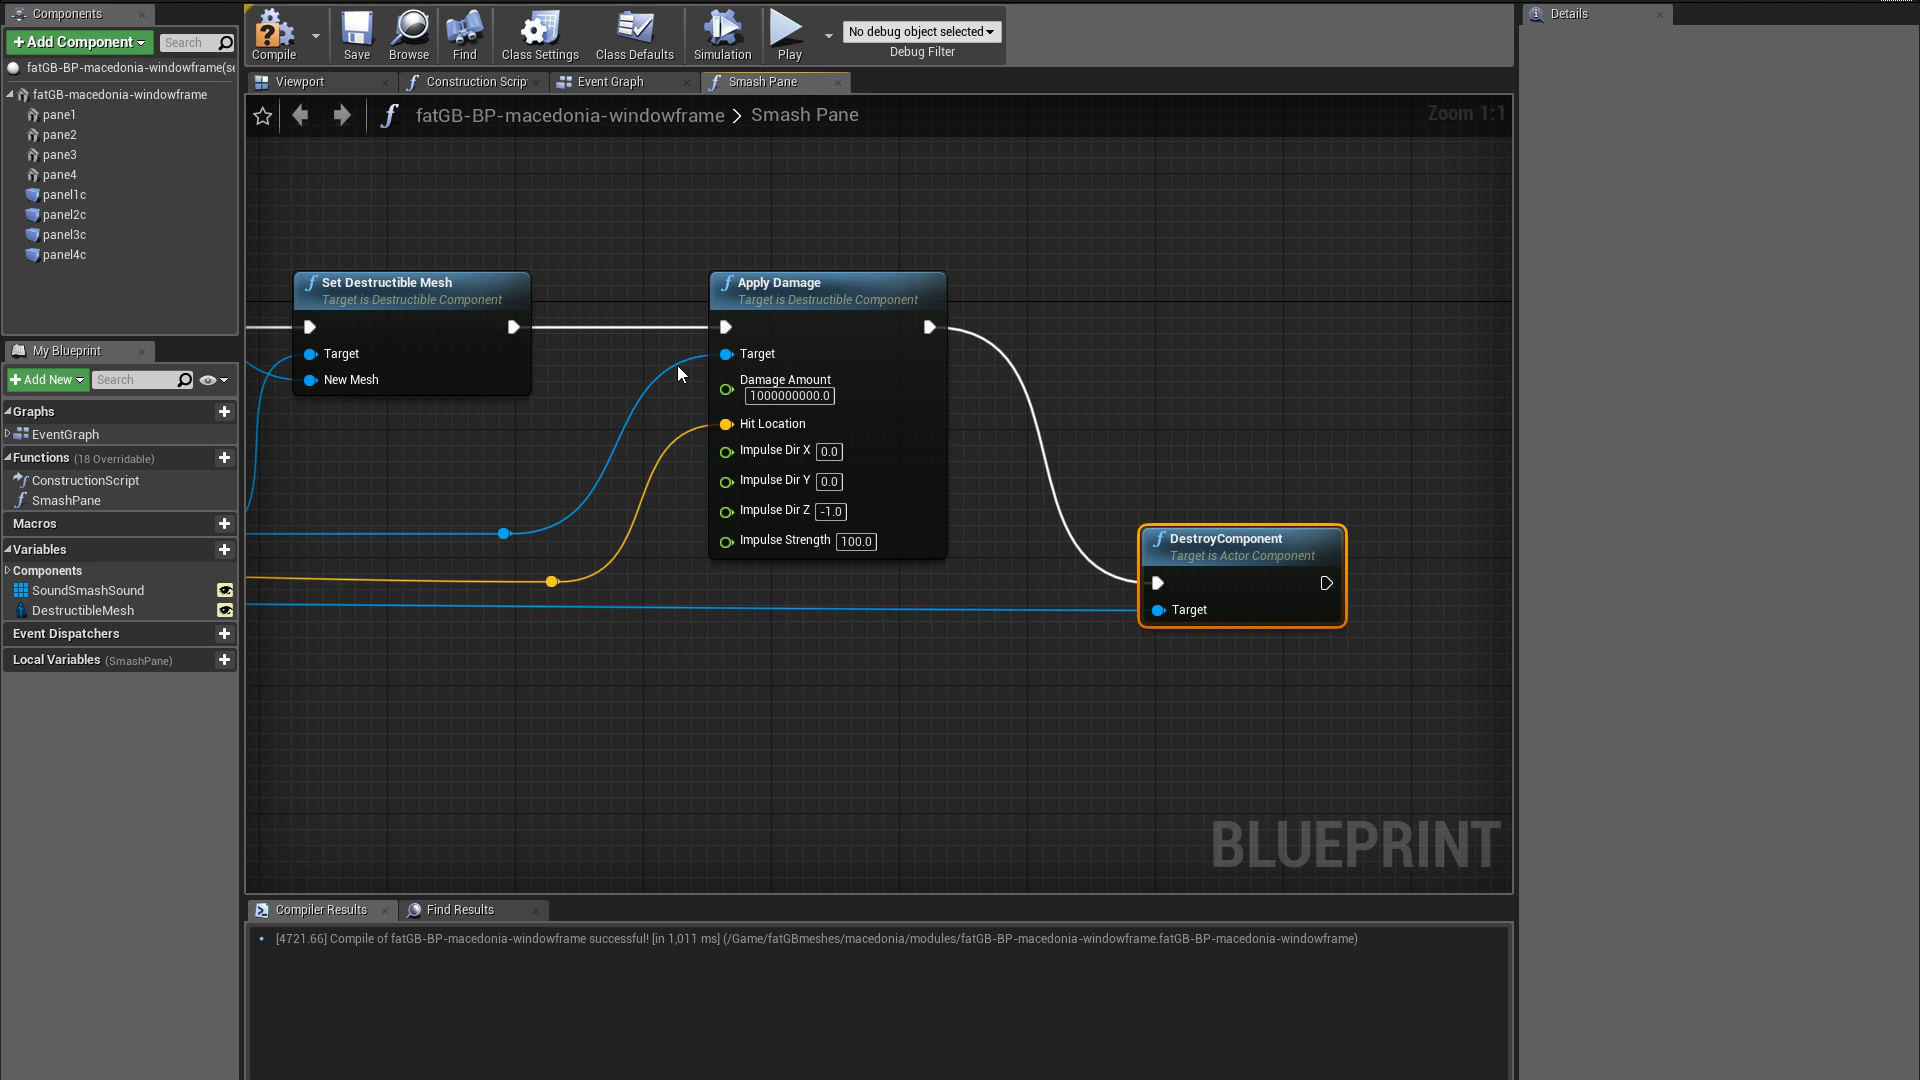 Components
Details
+Add Component
Search
Compile
Save
Browse
Find
Class Settings
Class Defaults
Simulation
Play
No debug object selected
Debug Filter
fatGB-BP-macedonia-windowframe(se
Viewport
Construction Scrip
Event Graph
Smash Pane
fatGB-macedonia-windowframe
pane1
pane2
pane3
pane4
panel1c
panel2c
panel3c
panel4c
fatGB-BP-macedonia-windowframe > Smash Pane
Zoom 1:1
Set Destructible Mesh
Target is Destructible Component
Target
New Mesh
Apply Damage
Target is Destructible Component
Target
Damage Amount
1000000000.0
Hit Location
Impulse Dir X 0.0
Impulse Dir Y 0.0
Impulse Dir Z -1.0
Impulse Strength 100.0
DestroyComponent
Target is Actor Component
Target
My Blueprint
+Add New
Search
Graphs
EventGraph
Functions (18 Overridable)
ConstructionScript
SmashPane
Macros
Variables
Components
SoundSmashSound
DestructibleMesh
Event Dispatchers
Local Variables (SmashPane)
BLUEPRINT
Compiler Results
Find Results
[4721.66] Compile of fatGB-BP-macedonia-windowframe successful! [in 1,011 ms] (/Game/fatGBmeshes/macedonia/modules/fatGB-BP-macedonia-windowframe.fatGB-BP-macedonia-windowframe)